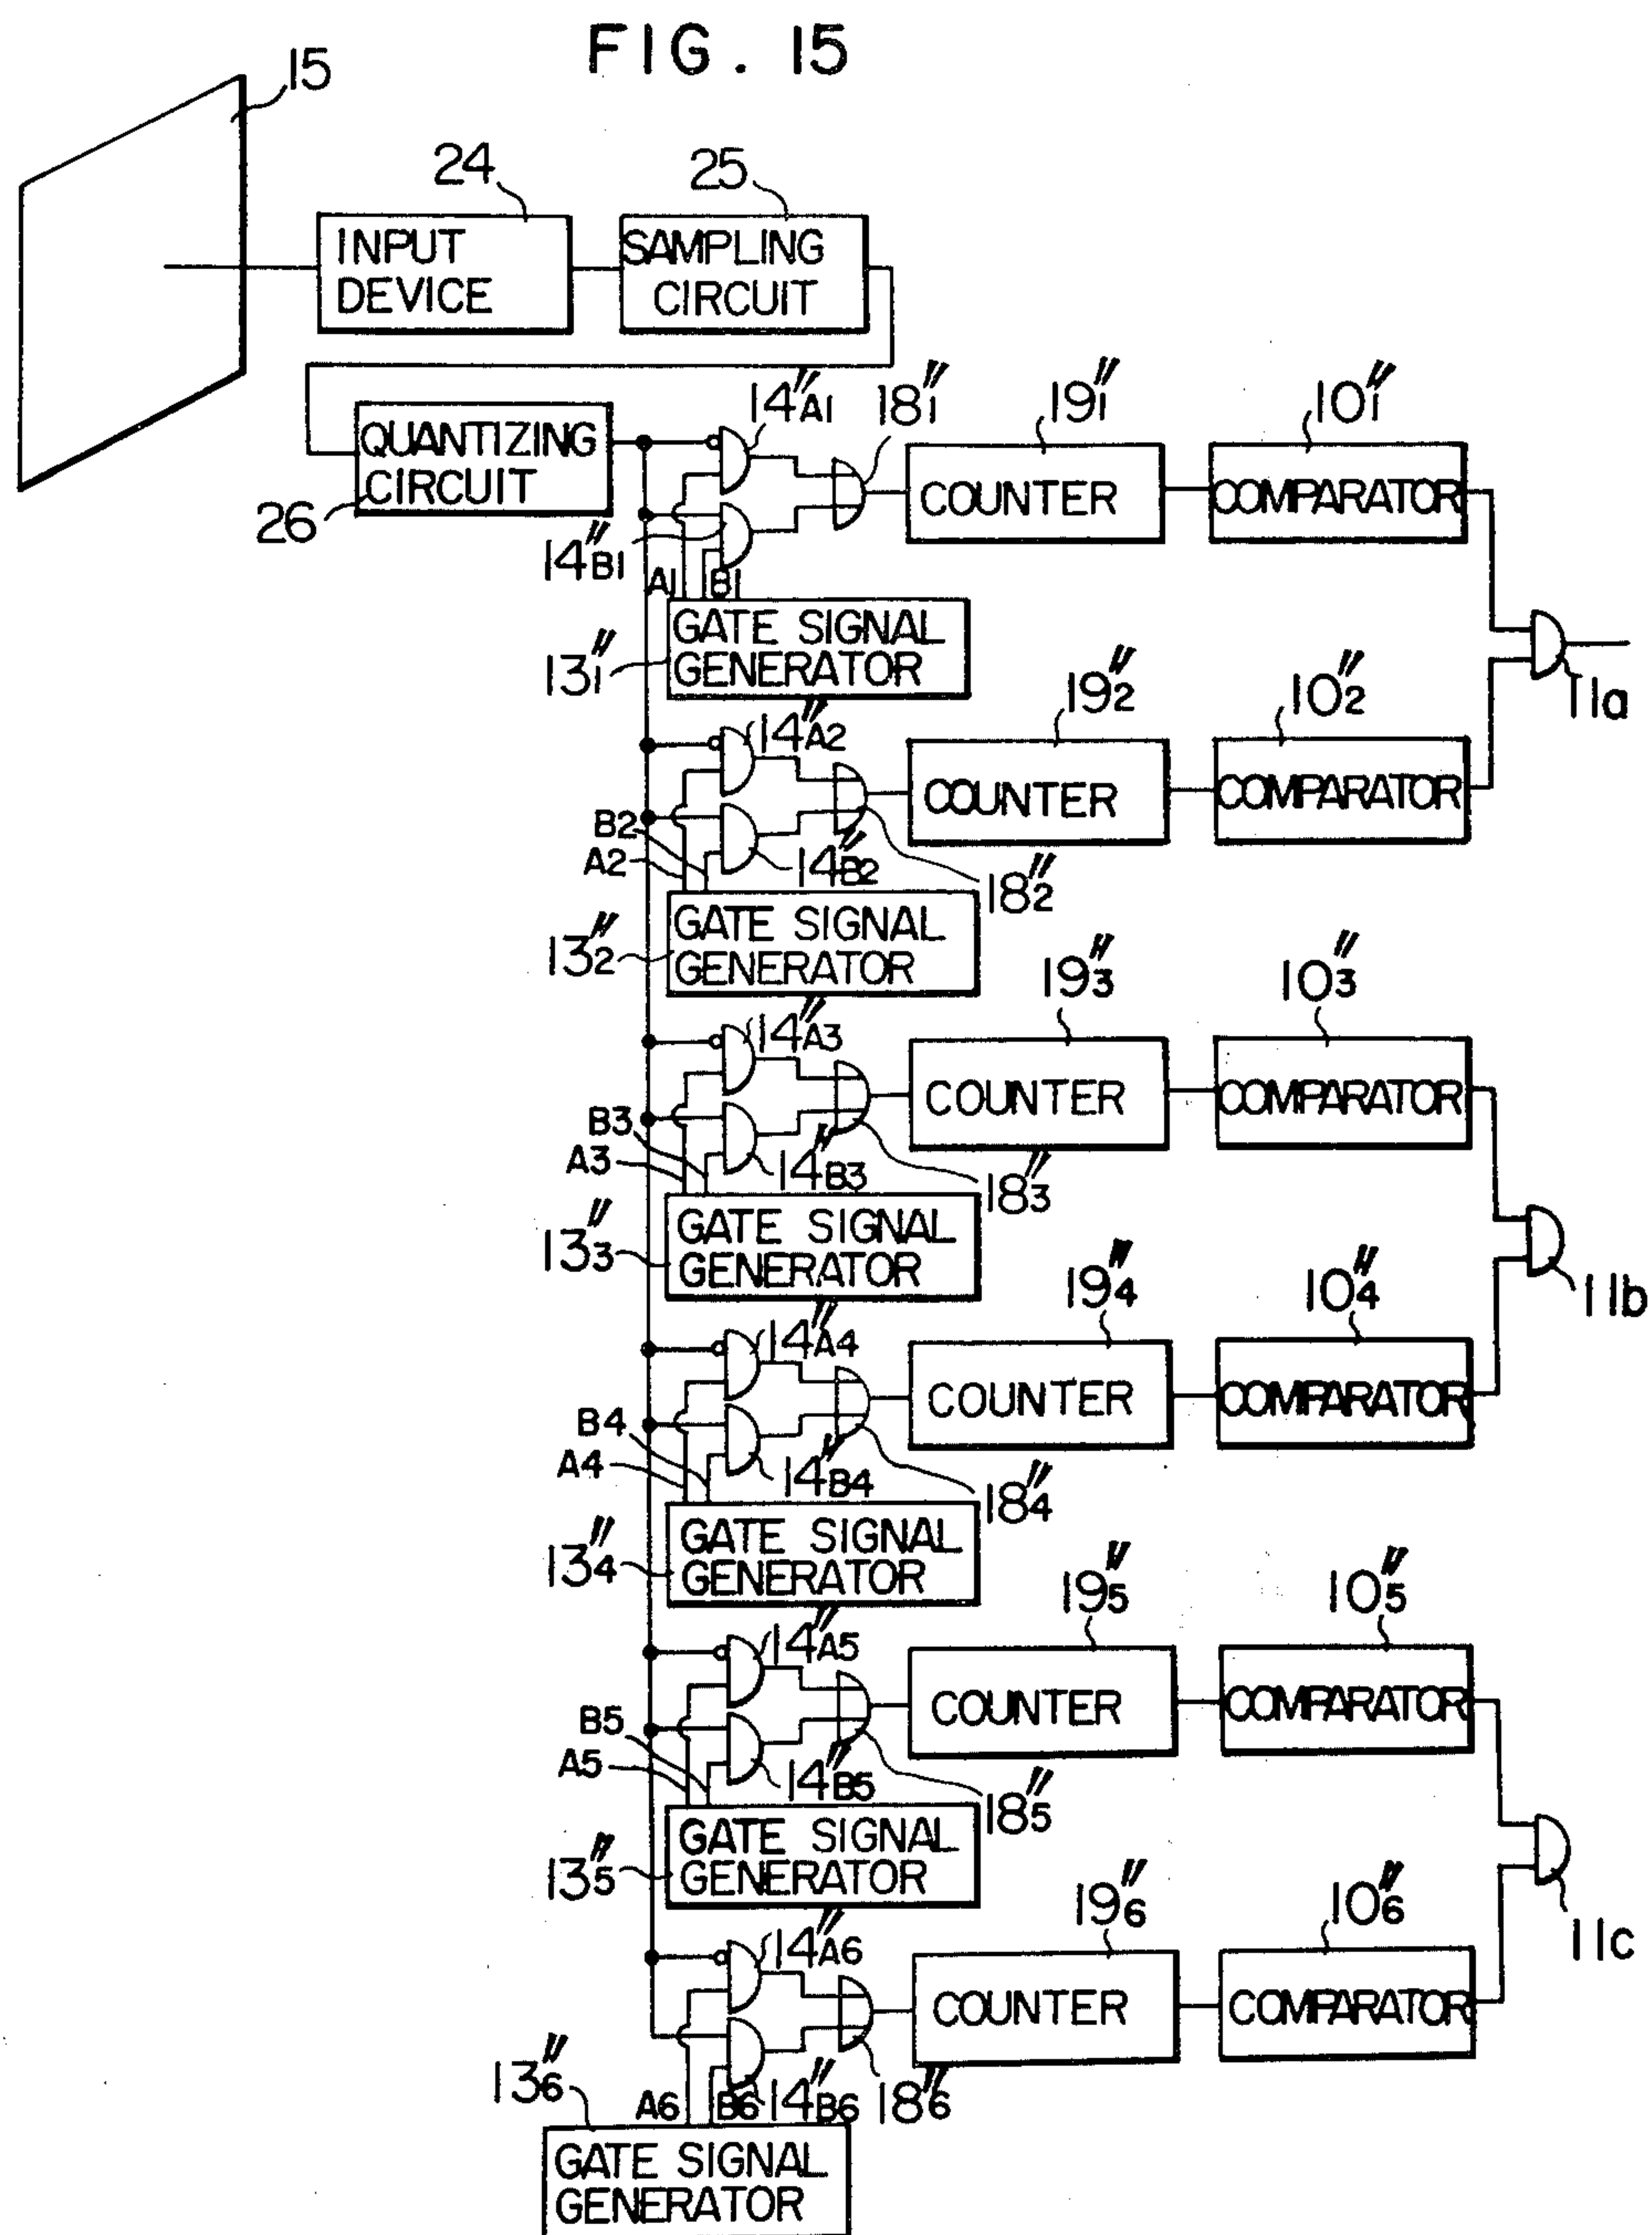 FIG. 15
15
24
25
INPUT
DEVICE
SAMPLING
CIRCUIT
QUANTIZING
CIRCUIT
26
14"A1
18"1
19"1
10"1
COUNTER
COMPARATOR
14"B1
A1
B1
GATE SIGNAL
GENERATOR
13"1
11a
14"A2
19"2
10"2
COUNTER
COMPARATOR
B2
A2
14"B2
18"2
GATE SIGNAL
GENERATOR
13"2
14"A3
19"3
10"3
COUNTER
COMPARATOR
B3
A3
14"B3
18"3
GATE SIGNAL
GENERATOR
13"3
11b
14"A4
19"4
10"4
COUNTER
COMPARATOR
B4
A4
14"B4
18"4
GATE SIGNAL
GENERATOR
13"4
14"A5
19"5
10"5
COUNTER
COMPARATOR
B5
A5
14"B5
18"5
GATE SIGNAL
GENERATOR
13"5
11c
14"A6
19"6
10"6
COUNTER
COMPARATOR
13"6
A6
B6
14"B6
18"6
GATE SIGNAL
GENERATOR